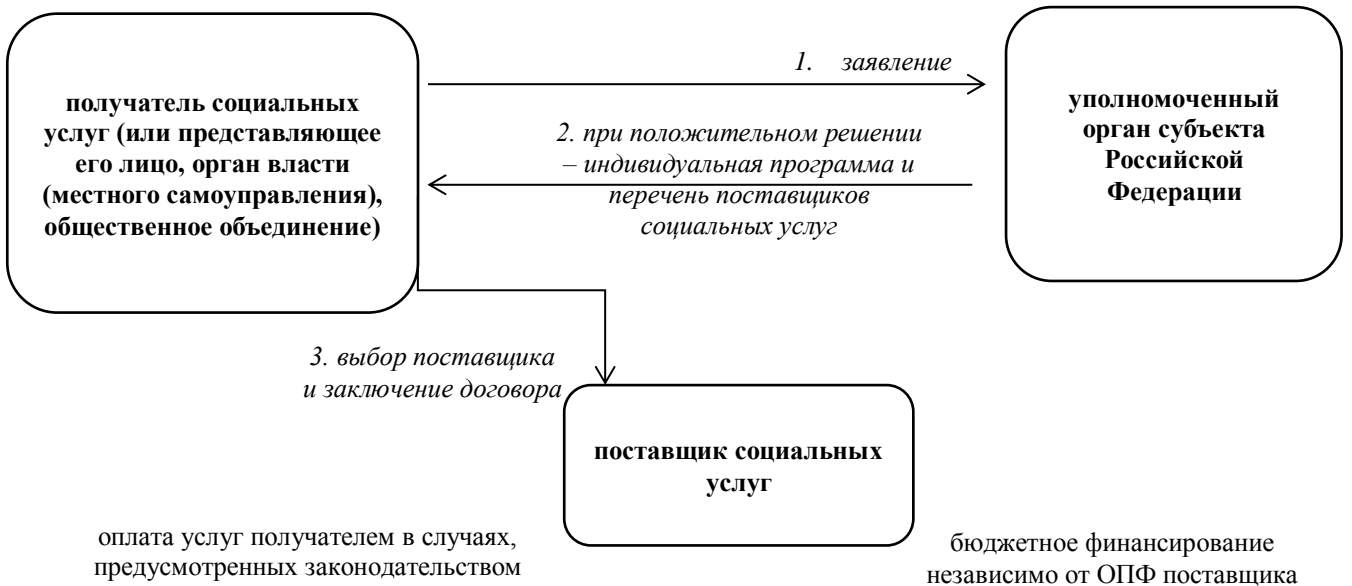 получатель социальных
услуг (или представляющее
его лицо, орган власти
(местного самоуправления),
общественное объединение)
1. заявление
2. при положительном решении
– индивидуальная программа и
перечень поставщиков
социальных услуг
уполномоченный
орган субъекта
Российской
Федерации
3. выбор поставщика
и заключение договора
поставщик социальных
услуг
оплата услуг получателем в случаях,
предусмотренных законодательством
бюджетное финансирование
независимо от ОПФ поставщика